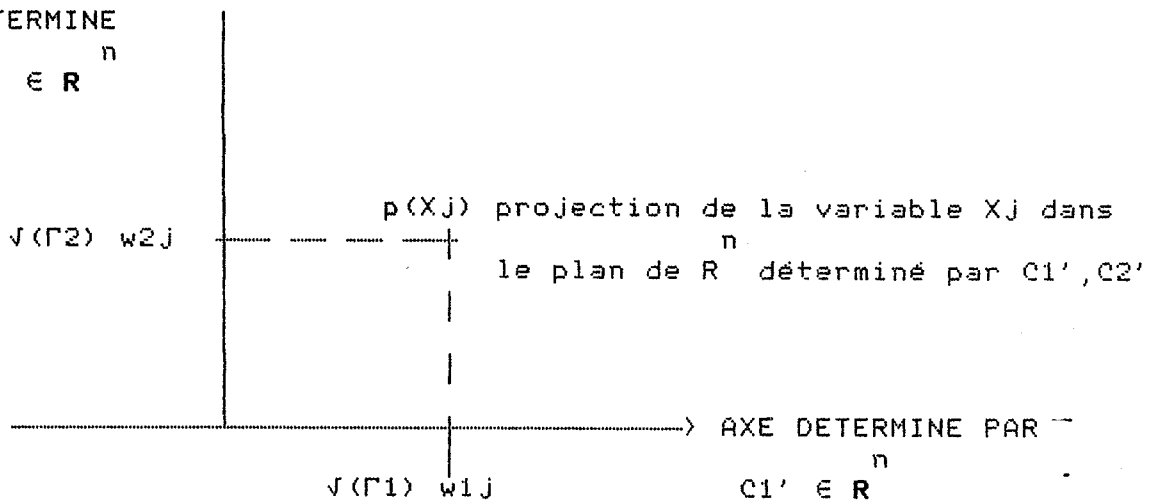 TERMINE
n
∈ R
p(Xj) projection de la variable Xj dans
√(Γ2) w2j
n
le plan de R déterminé par C1',C2'
> AXE DETERMINE PAR
n
√(Γ1) w1j C1' ∈ R